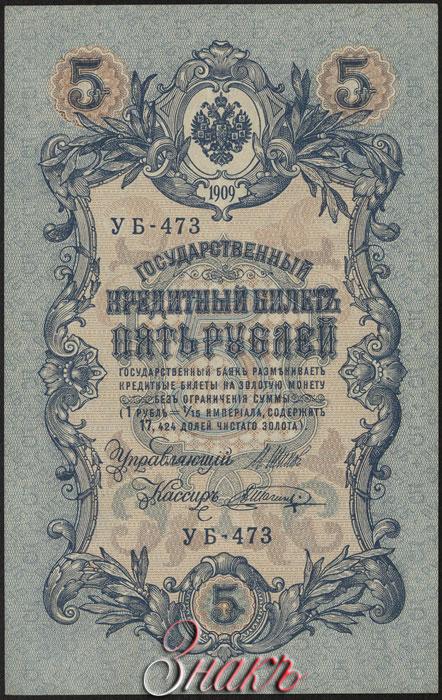 5 5
1909
УБ-473
ГОСУДАРСТВЕННЫЙ
КРЕДИТНЫЙ БИЛЕТЪ
ПЯТЬ РУБЛЕЙ
ГОСУДАРСТВЕННЫЙ БАНКЪ РАЗМѢНИВАЕТЪ
КРЕДИТНЫЕ БИЛЕТЫ НА ЗОЛОТУЮ МОНЕТУ
БЕЗЪ ОГРАНИЧЕНІЯ СУММЫ
(1 РУБЛЬ = 1/15 ИМПЕРІАЛА, СОДЕРЖИТЪ
17,424 ДОЛЕЙ ЧИСТАГО ЗОЛОТА).
Управляющій
Кассиръ
УБ-473
5
Знакъ